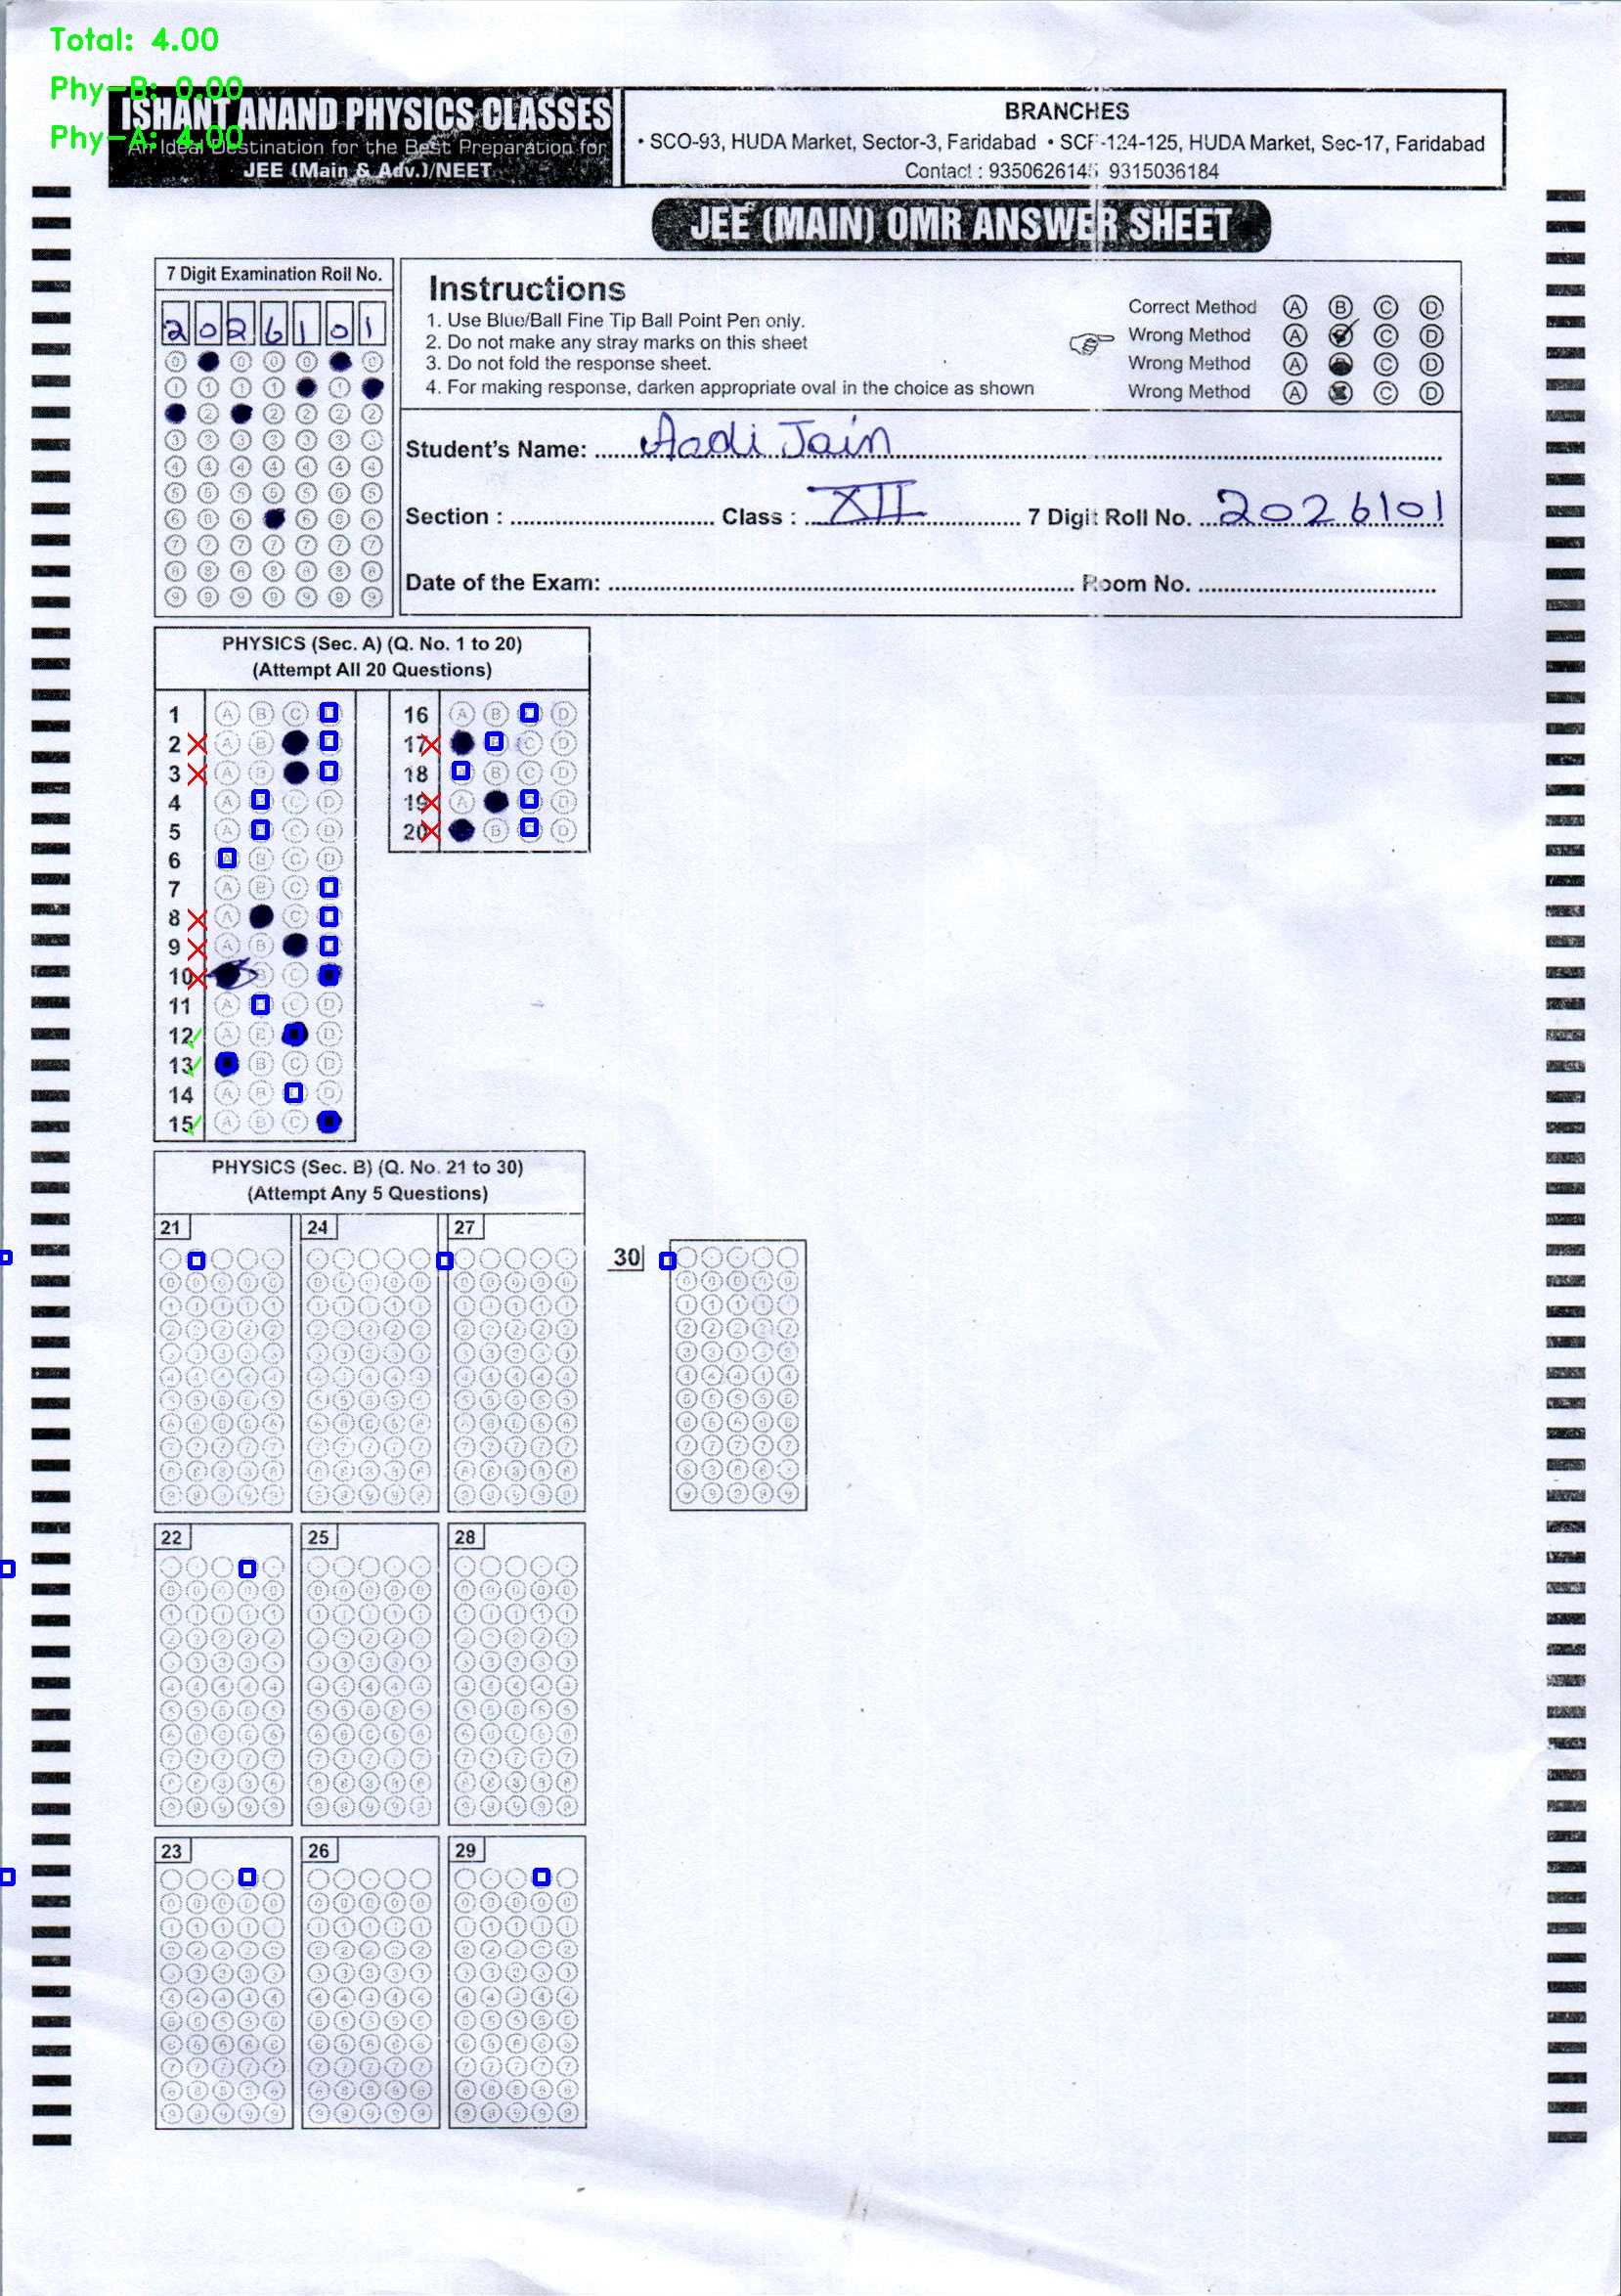 Total: 4.00
Phy-B: 0.00
Phy-A: 4.00
ISHANT ANAND PHYSICS CLASSES
An Ideal Destination for the Best Preparation for
JEE (Main & Adv.)/NEET
BRANCHES
• SCO-93, HUDA Market, Sector-3, Faridabad • SCF-124-125, HUDA Market, Sec-17, Faridabad
Contact : 9350626145 9315036184
JEE (MAIN) OMR ANSWER SHEET
7 Digit Examination Roll No.
2 0 2 6 1 0 1
Instructions
1. Use Blue/Ball Fine Tip Ball Point Pen only.
2. Do not make any stray marks on this sheet
3. Do not fold the response sheet.
4. For making response, darken appropriate oval in the choice as shown
Correct Method A B C D
Wrong Method A C D
Wrong Method A C D
Wrong Method A C D
Student's Name: Aadi Jain
Section : Class : XII 7 Digit Roll No. 2026101
Date of the Exam: Room No.
PHYSICS (Sec. A) (Q. No. 1 to 20)
(Attempt All 20 Questions)
1 A B C
2 A B
3 A B
4 A C D
5 A C D
6 B C D
7 A B C
8 A C
9 A B
10 B C
11 A C D
12 A B D
13 B C D
14 A B D
15 A B C
16 A B D
17 C D
18 B C D
19 A D
20 B D
PHYSICS (Sec. B) (Q. No. 21 to 30)
(Attempt Any 5 Questions)
21 24 27 30
22 25 28
23 26 29